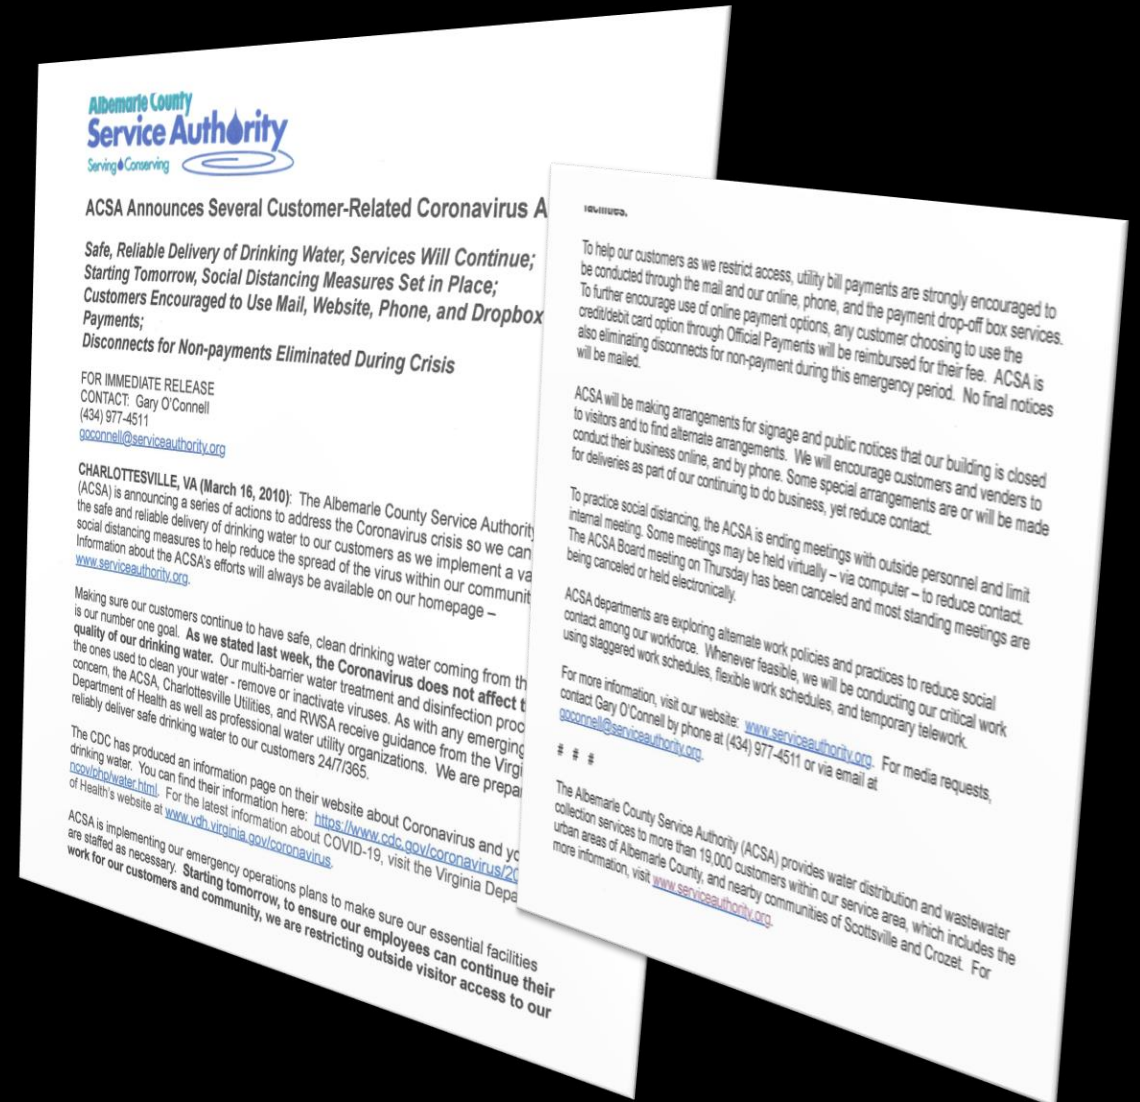 Albemarle County
Service Authority
Serving Conserving
ACSA Announces Several Customer-Related Coronavirus A
Safe, Reliable Delivery of Drinking Water, Services Will Continue;
Starting Tomorrow, Social Distancing Measures Set in Place;
Customers Encouraged to Use Mail, Website, Phone, and Dropbox
Payments;
Disconnects for Non-payments Eliminated During Crisis
FOR IMMEDIATE RELEASE
CONTACT: Gary O'Connell
(434) 977-4511
goconnell@serviceauthority.org
CHARLOTTESVILLE, VA (March 16, 2010): The Albemarle County Service Authority
(ACSA) is announcing a series of actions to address the Coronavirus crisis so we can
the safe and reliable delivery of drinking water to our customers as we implement a va
social distancing measures to help reduce the spread of the virus within our communit
Information about the ACSA's efforts will always be available on our homepage –
www.serviceauthority.org.
Making sure our customers continue to have safe, clean drinking water coming from th
is our number one goal. As we stated last week, the Coronavirus does not affect t
quality of our drinking water. Our multi-barrier water treatment and disinfection proc
the ones used to clean your water - remove or inactivate viruses. As with any emerging
concern, the ACSA, Charlottesville Utilities, and RWSA receive guidance from the Virgi
Department of Health as well as professional water utility organizations. We are prepa
reliably deliver safe drinking water to our customers 24/7/365.
The CDC has produced an information page on their website about Coronavirus and yo
drinking water. You can find their information here: https://www.cdc.gov/coronavirus/20
ncov/php/water.html. For the latest information about COVID-19, visit the Virginia Depa
of Health's website at www.vdh.virginia.gov/coronavirus.
ACSA is implementing our emergency operations plans to make sure our essential facilities
are staffed as necessary. Starting tomorrow, to ensure our employees can continue their
work for our customers and community, we are restricting outside visitor access to our
To help our customers as we restrict access, utility bill payments are strongly encouraged to
be conducted through the mail and our online, phone, and the payment drop-off box services.
To further encourage use of online payment options, any customer choosing to use the
credit/debit card option through Official Payments will be reimbursed for their fee. ACSA is
also eliminating disconnects for non-payment during this emergency period. No final notices
will be mailed.
ACSA will be making arrangements for signage and public notices that our building is closed
to visitors and to find alternate arrangements. We will encourage customers and venders to
conduct their business online, and by phone. Some special arrangements are or will be made
for deliveries as part of our continuing to do business, yet reduce contact.
To practice social distancing, the ACSA is ending meetings with outside personnel and limit
internal meeting. Some meetings may be held virtually – via computer – to reduce contact.
The ACSA Board meeting on Thursday has been canceled and most standing meetings are
being canceled or held electronically.
ACSA departments are exploring alternate work policies and practices to reduce social
contact among our workforce. Whenever feasible, we will be conducting our critical work
using staggered work schedules, flexible work schedules, and temporary telework.
For more information, visit our website: www.serviceauthority.org. For media requests,
contact Gary O'Connell by phone at (434) 977-4511 or via email at
goconnell@serviceauthority.org.
# # #
The Albemarle County Service Authority (ACSA) provides water distribution and wastewater
collection services to more than 19,000 customers within our service area, which includes the
urban areas of Albemarle County, and nearby communities of Scottsville and Crozet. For
more information, visit www.serviceauthority.org.